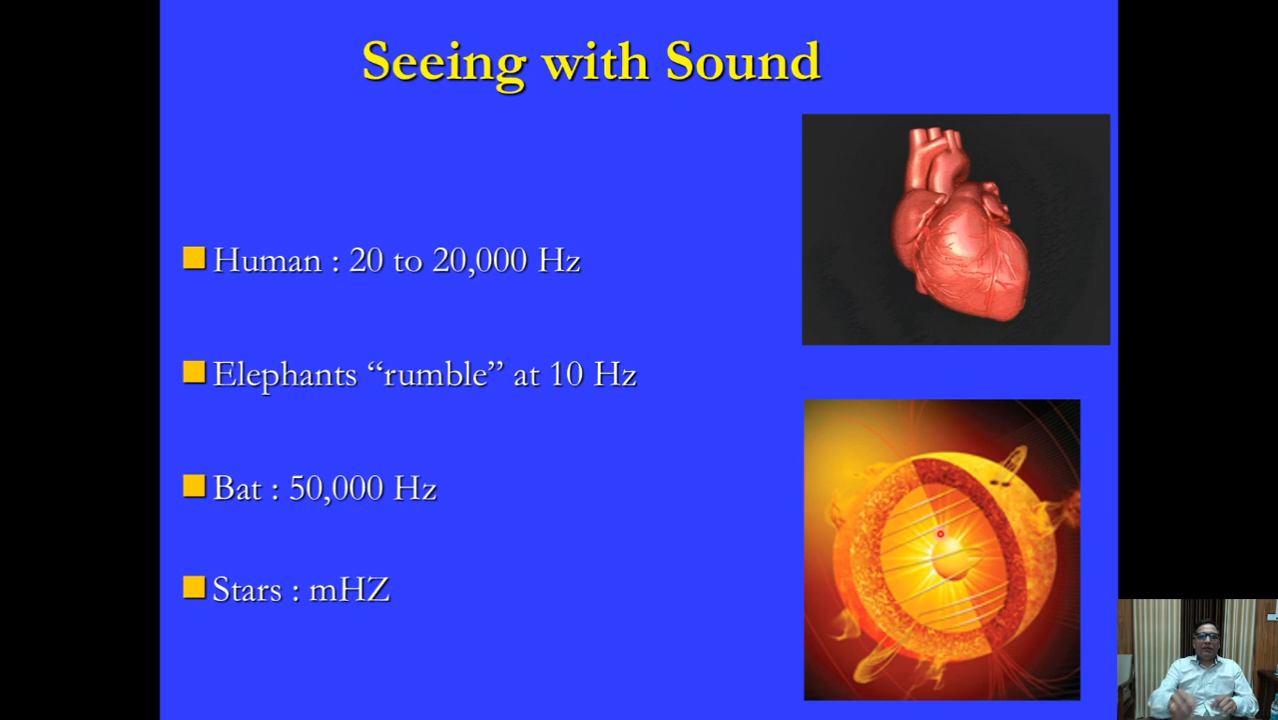 Seeing with Sound
Human : 20 to 20,000 Hz
Elephants “rumble” at 10 Hz
Bat : 50,000 Hz
Stars : mHZ